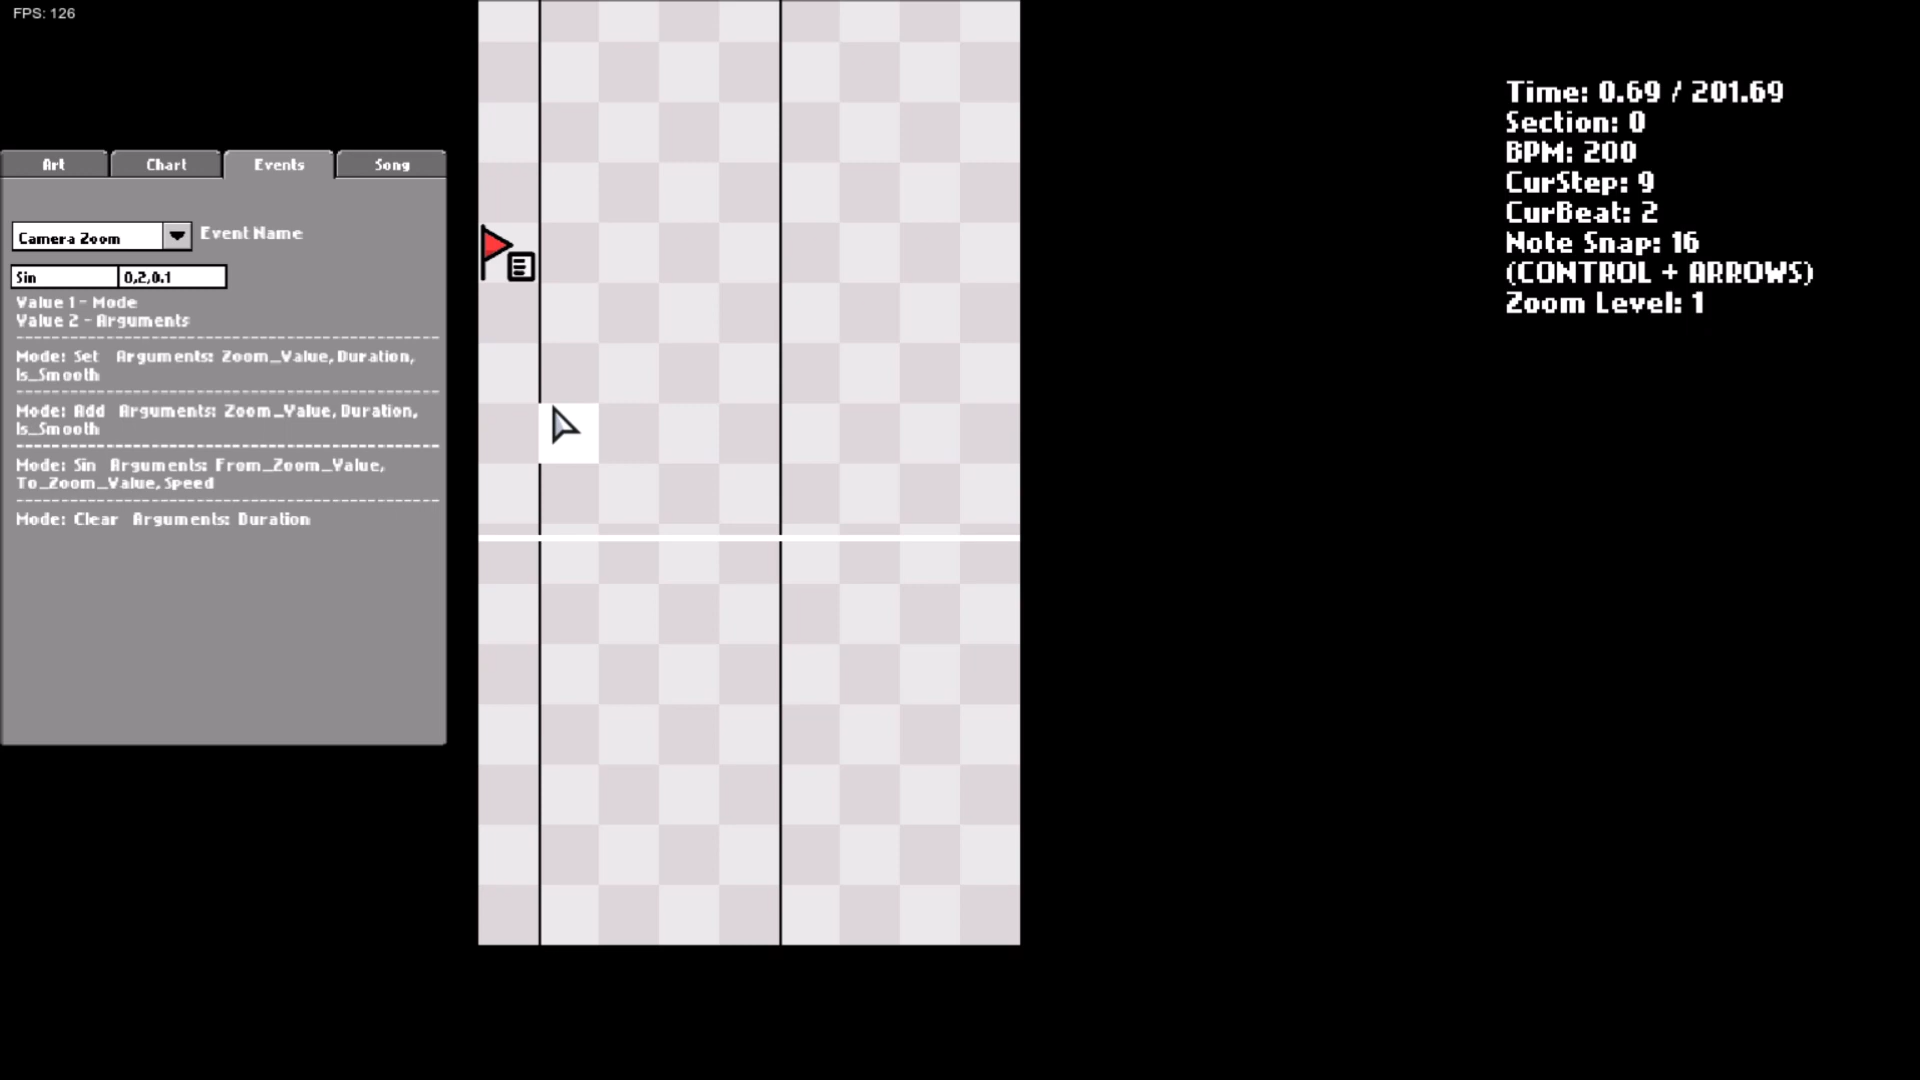 FPS: 126
Art Chart Events Song
Camera Zoom Event Name
Sin 0,2,0.1
Value 1 - Mode
Value 2 - Arguments
Mode: Set Arguments: Zoom_Value, Duration,
Is_Smooth
Mode: Add Arguments: Zoom_Value, Duration,
Is_Smooth
Mode: Sin Arguments: From_Zoom_Value,
To_Zoom_Value, Speed
Mode: Clear Arguments: Duration
Time: 0.69 / 201.69
Section: 0
BPM: 200
CurStep: 9
CurBeat: 2
Note Snap: 16
(CONTROL + ARROWS)
Zoom Level: 1